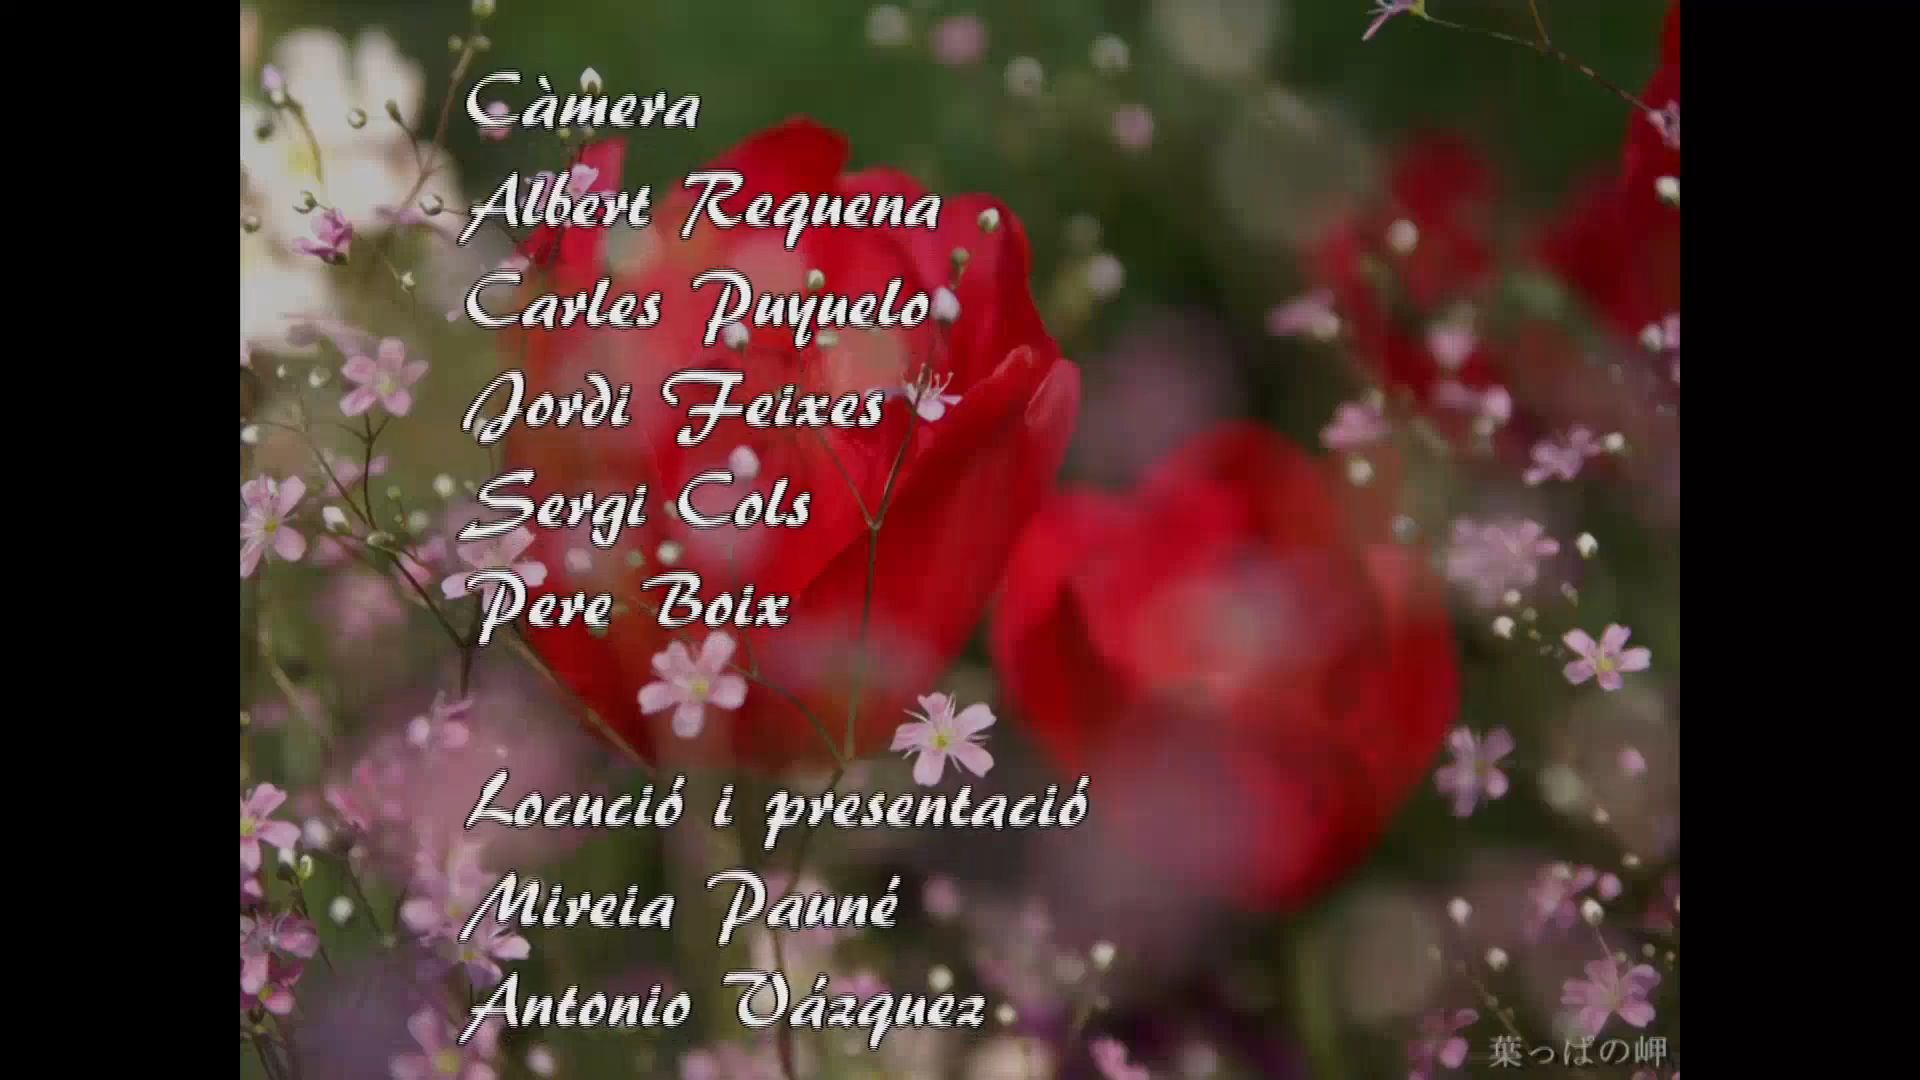 Càmera
Albert Requena
Carles Puyuelo
Jordi Feixes
Sergi Cols
Pere Boix
Locució i presentació
Mireia Pauné
Antonio Vázquez
葉っぱの岬